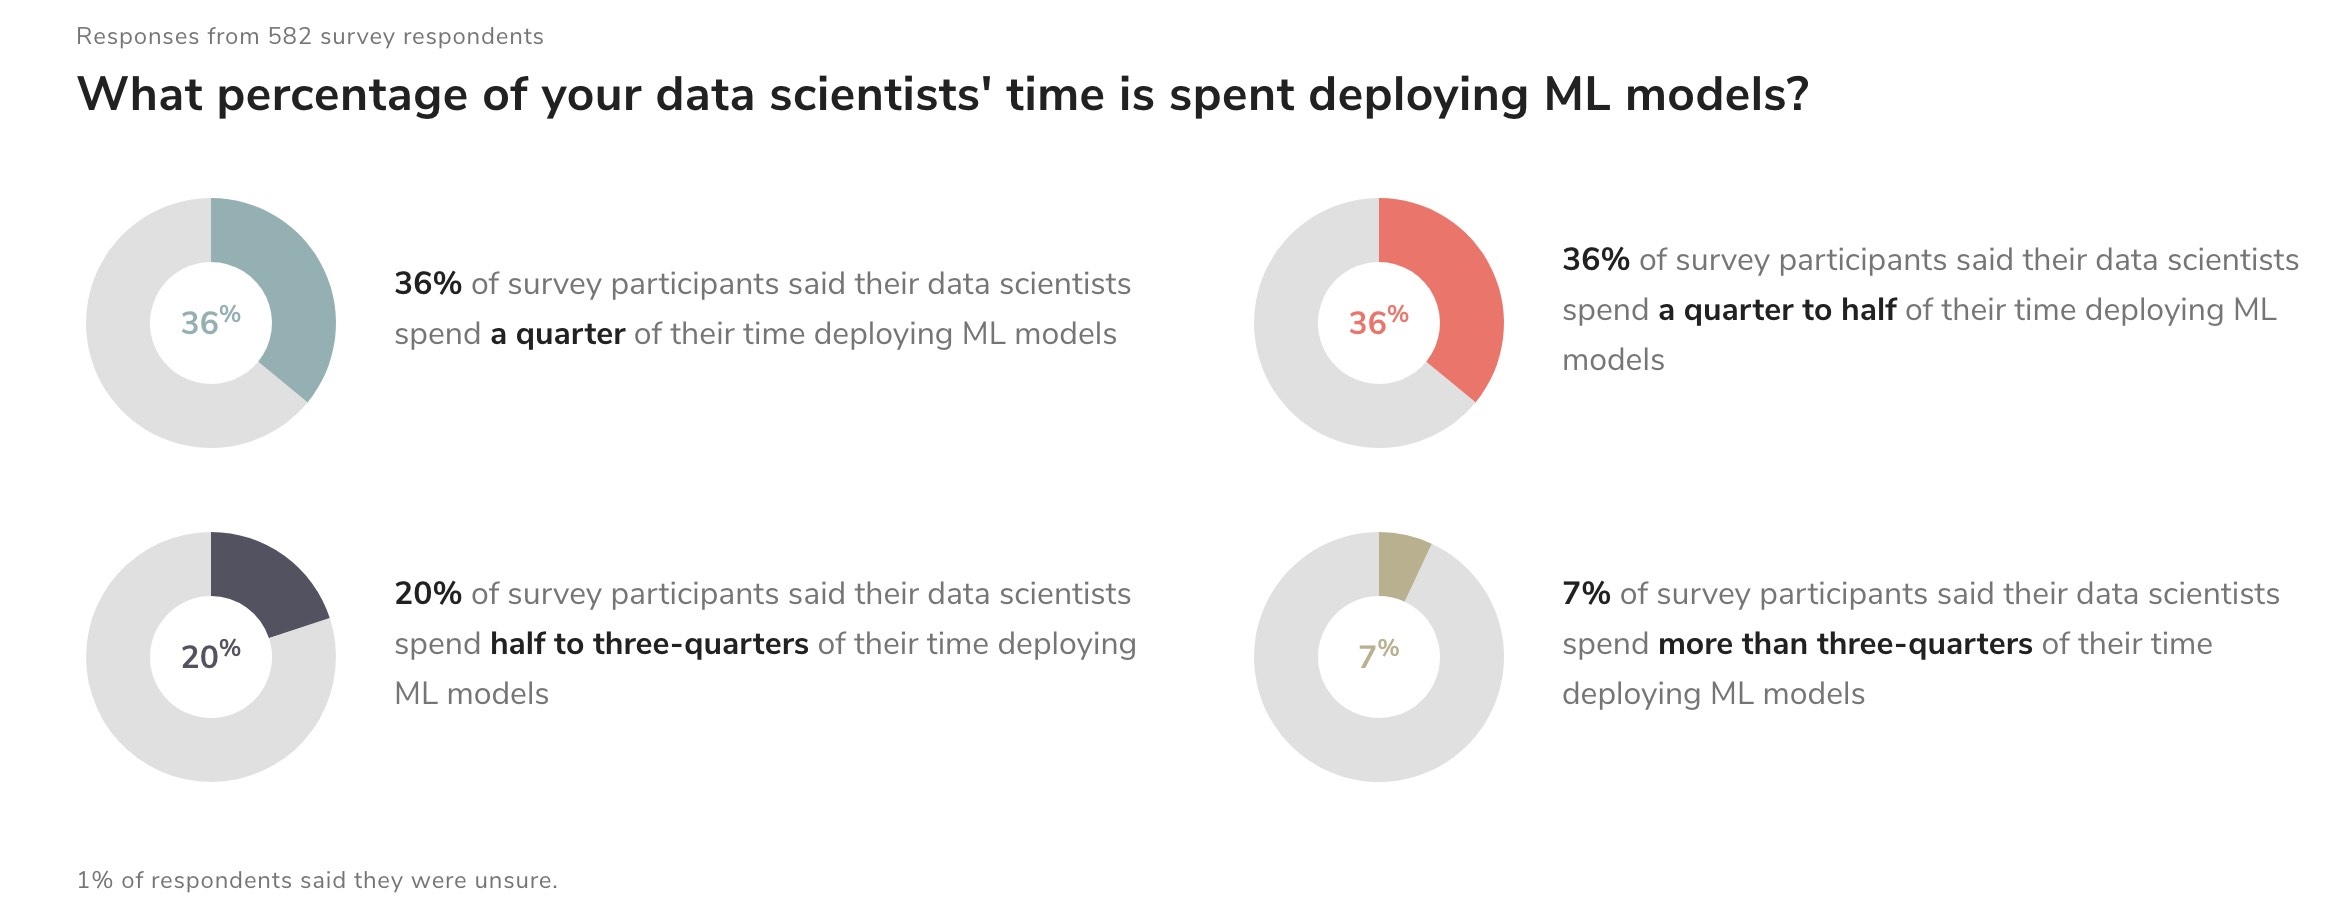 Responses from 582 survey respondents
What percentage of your data scientists' time is spent deploying ML models?
36%
36% of survey participants said their data scientists
spend a quarter of their time deploying ML models
36%
36% of survey participants said their data scientists
spend a quarter to half of their time deploying ML
models
20%
20% of survey participants said their data scientists
spend half to three-quarters of their time deploying
ML models
7%
7% of survey participants said their data scientists
spend more than three-quarters of their time
deploying ML models
1% of respondents said they were unsure.